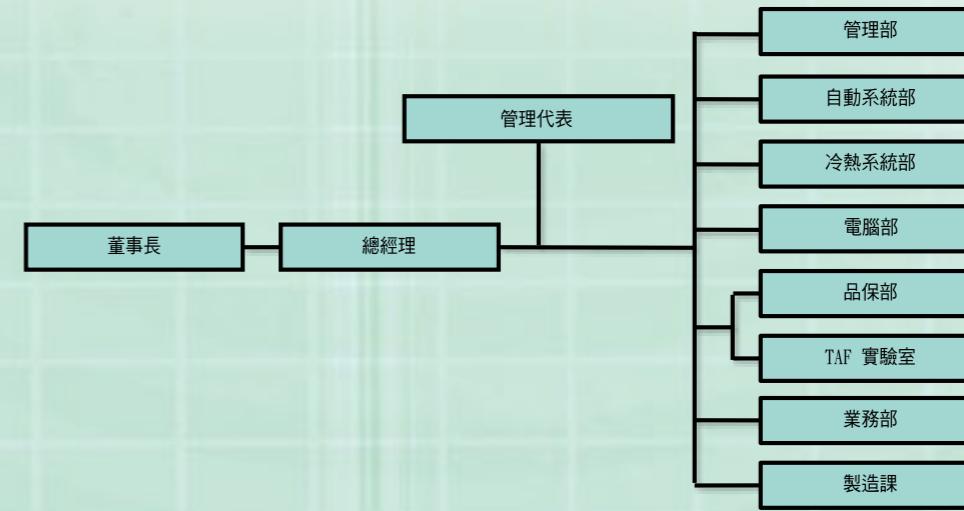 管理部
自動系統部
管理代表
冷熱系統部
電腦部
董事長
總經理
品保部
TAF 實驗室
業務部
製造課